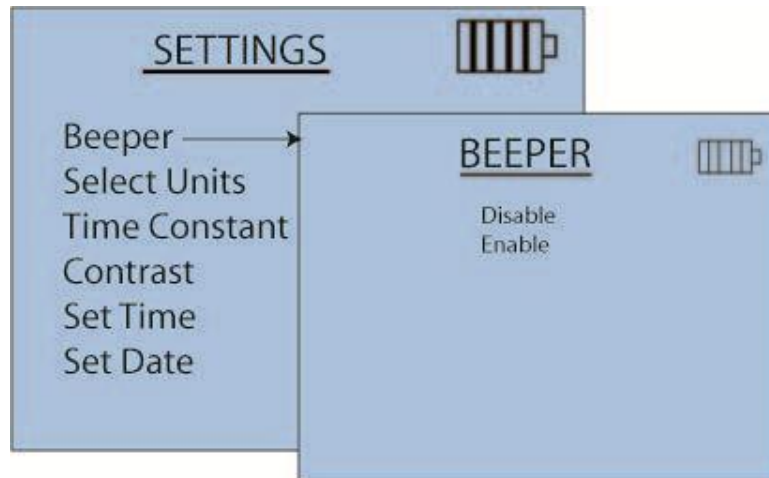 SETTINGS
Beeper
Select Units
Time Constant
Contrast
Set Time
Set Date
BEEPER
Disable
Enable